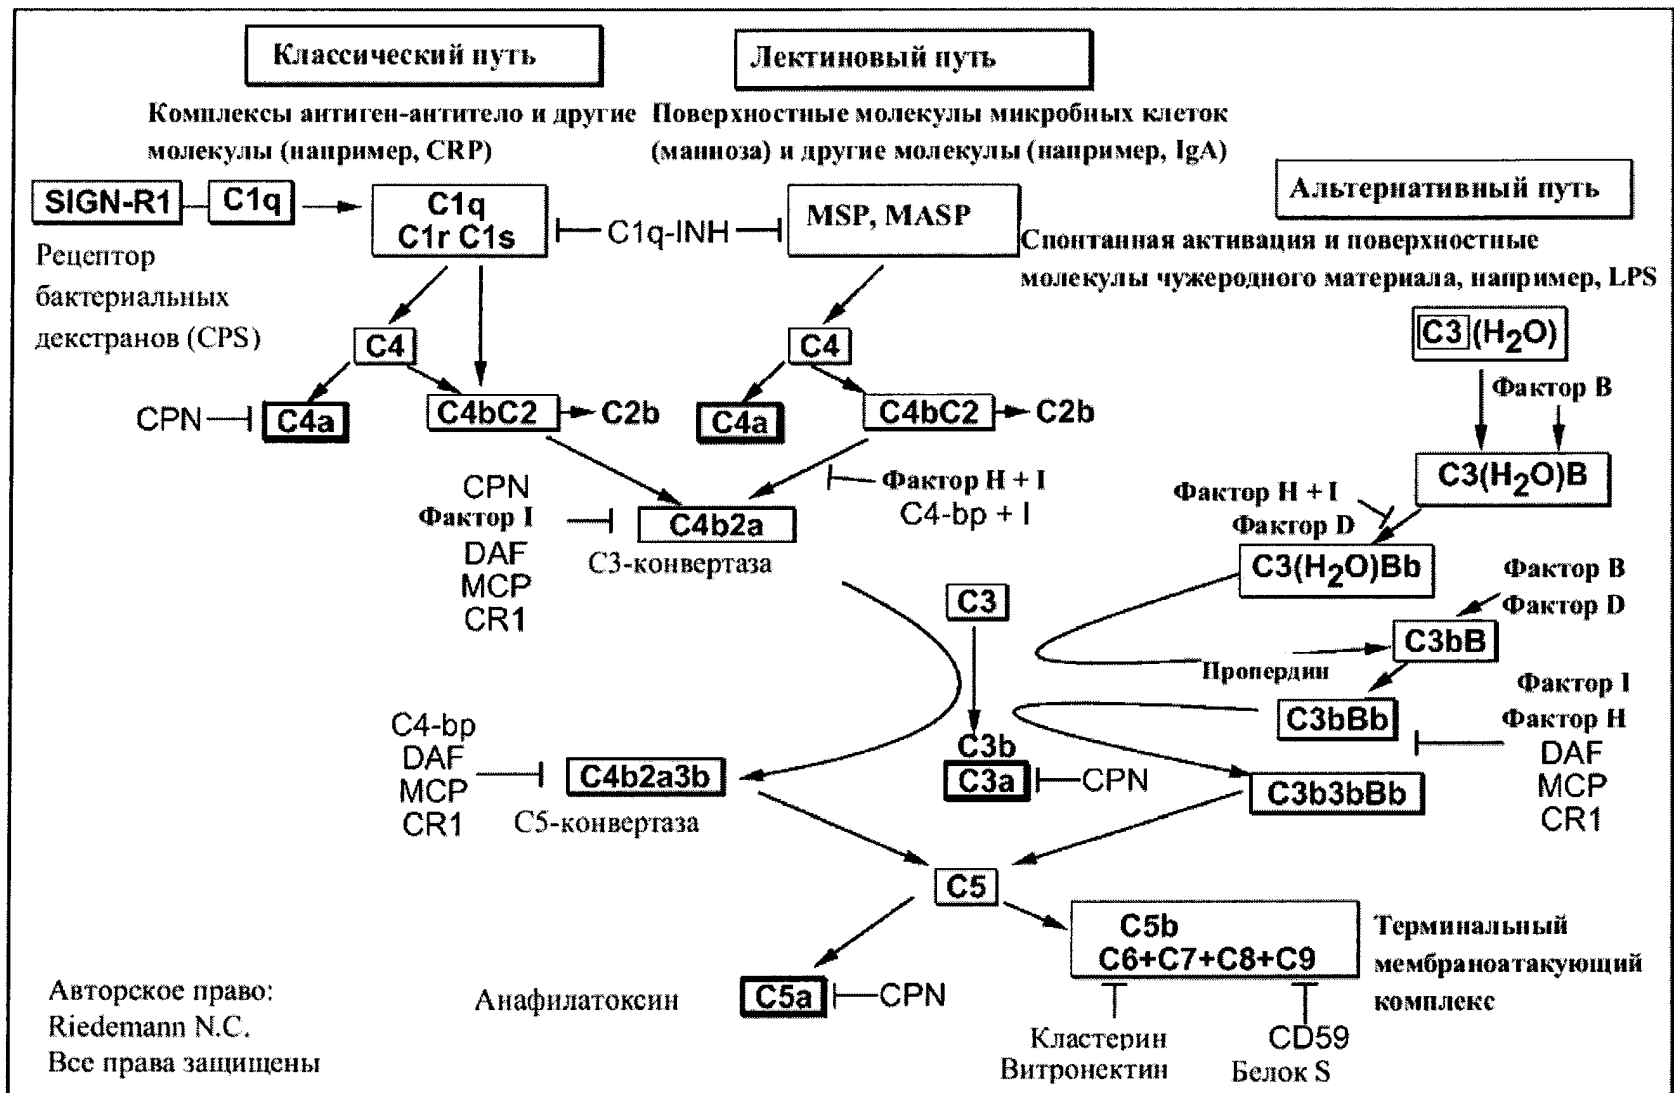 Классический путь
Лектиновый путь
Комплексы антиген-антитело и другие
молекулы (например, CRP)
Поверхностные молекулы микробных клеток
(манноза) и другие молекулы (например, IgA)
Альтернативный путь
Спонтанная активация и поверхностные
молекулы чужеродного материала, например, LPS
SIGN-R1
C1q
C1q
C1r C1s
C1q-INH
MSP, MASP
Рецептор
бактериальных
декстранов (CPS)
C4
C4
C3(H2O)
Фактор B
CPN
C4a
C4bC2
C2b
C4a
C4bC2
C2b
C3(H2O)B
CPN
Фактор I
DAF
MCP
CR1
C4b2a
C3-конвертаза
Фактор H + I
C4-bp + I
Фактор H + I
Фактор D
C3(H2O)Bb
Фактор B
Фактор D
C3
C3bB
Пропердин
C3bBb
Фактор I
Фактор H
DAF
MCP
CR1
C4-bp
DAF
MCP
CR1
C4b2a3b
C5-конвертаза
C3b
C3a
CPN
C3b3bBb
C5
C5b
C6+C7+C8+C9
Терминальный
мембраноатакующий
комплекс
Анафилатоксин
C5a
CPN
Кластерин
Витронектин
CD59
Белок S
Авторское право:
Riedemann N.C.
Все права защищены